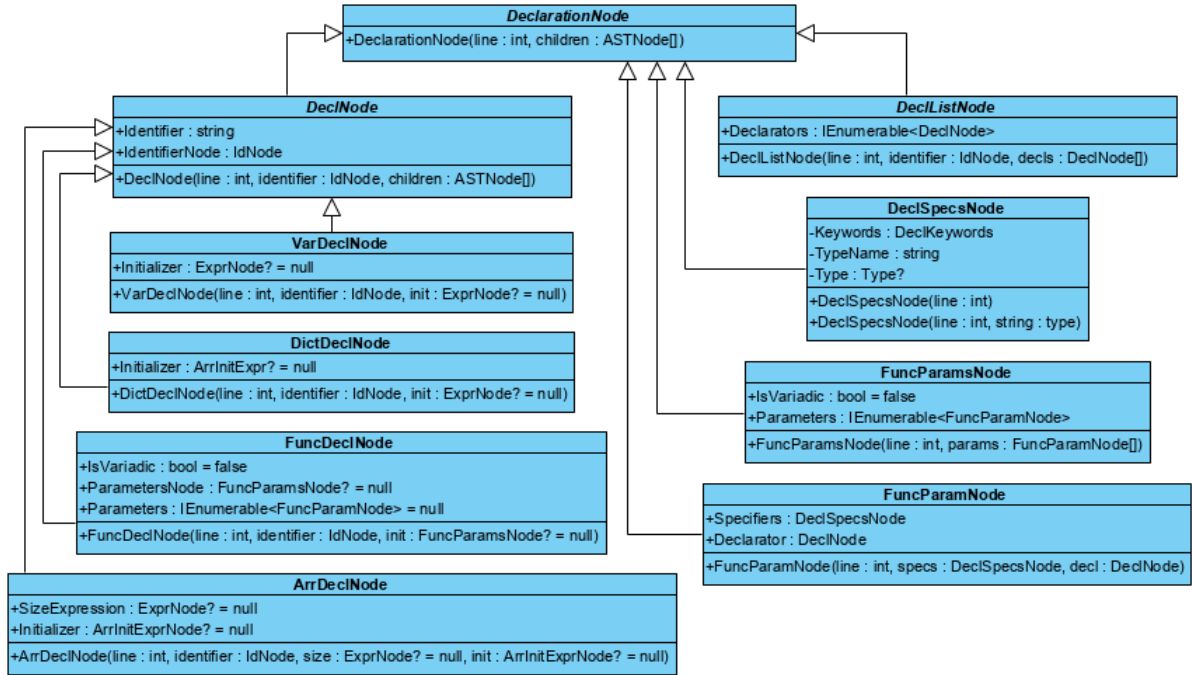 DeclarationNode
+DeclarationNode(line : int, children : ASTNode[])
DeclNode
+Identifier : string
+IdentifierNode : IdNode
+DeclNode(line : int, identifier : IdNode, children : ASTNode[])
DeclListNode
+Declarators : IEnumerable<DeclNode>
+DeclListNode(line : int, identifier : IdNode, decls : DeclNode[])
DeclSpecsNode
-Keywords : DeclKeywords
-TypeName : string
-Type : Type?
+DeclSpecsNode(line : int)
+DeclSpecsNode(line : int, string : type)
VarDeclNode
+Initializer : ExprNode? = null
+VarDeclNode(line : int, identifier : IdNode, init : ExprNode? = null)
DictDeclNode
+Initializer : ArrInitExpr? = null
+DictDeclNode(line : int, identifier : IdNode, init : ExprNode? = null)
FuncParamsNode
+IsVariadic : bool = false
+Parameters : IEnumerable<FuncParamNode>
+FuncParamsNode(line : int, params : FuncParamNode[])
FuncDeclNode
+IsVariadic : bool = false
+ParametersNode : FuncParamsNode? = null
+Parameters : IEnumerable<FuncParamNode> = null
+FuncDeclNode(line : int, identifier : IdNode, init : FuncParamsNode? = null)
FuncParamNode
+Specifiers : DeclSpecsNode
+Declarator : DeclNode
+FuncParamNode(line : int, specs : DeclSpecsNode, decl : DeclNode)
ArrDeclNode
+SizeExpression : ExprNode? = null
+Initializer : ArrInitExprNode? = null
+ArrDeclNode(line : int, identifier : IdNode, size : ExprNode? = null, init : ArrInitExprNode? = null)